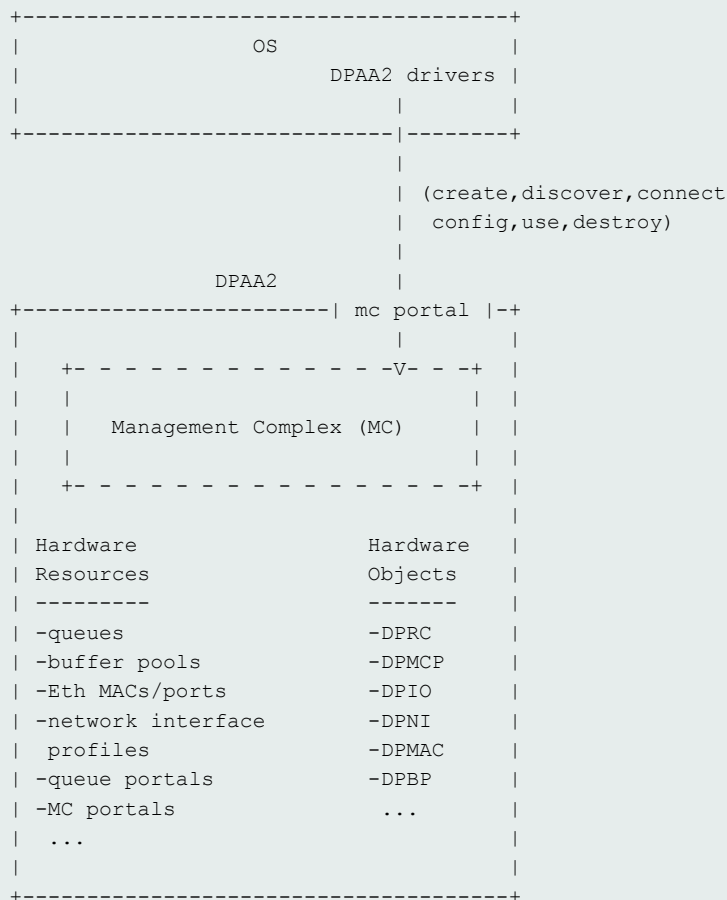 +--------------------------------------+
|                   OS                 |
|                         DPAA2 drivers |
|                             |        |
+-----------------------------|--------+
                              |
                              | (create,discover,connect
                              |  config,use,destroy)
                              |
                 DPAA2        |
+------------------------| mc portal |-+
|                             |        |
|   +- - - - - - - - - - - - -V- - -+  |
|   |                               |  |
|   |   Management Complex (MC)     |  |
|   |                               |  |
|   +- - - - - - - - - - - - - - - -+  |
|                                      |
| Hardware                  Hardware   |
| Resources                 Objects    |
| ---------                 -------    |
| -queues                   -DPRC      |
| -buffer pools             -DPMCP     |
| -Eth MACs/ports           -DPIO      |
| -network interface        -DPNI      |
|  profiles                 -DPMAC     |
| -queue portals            -DPBP      |
| -MC portals                ...       |
|  ...                                 |
|                                      |
+--------------------------------------+